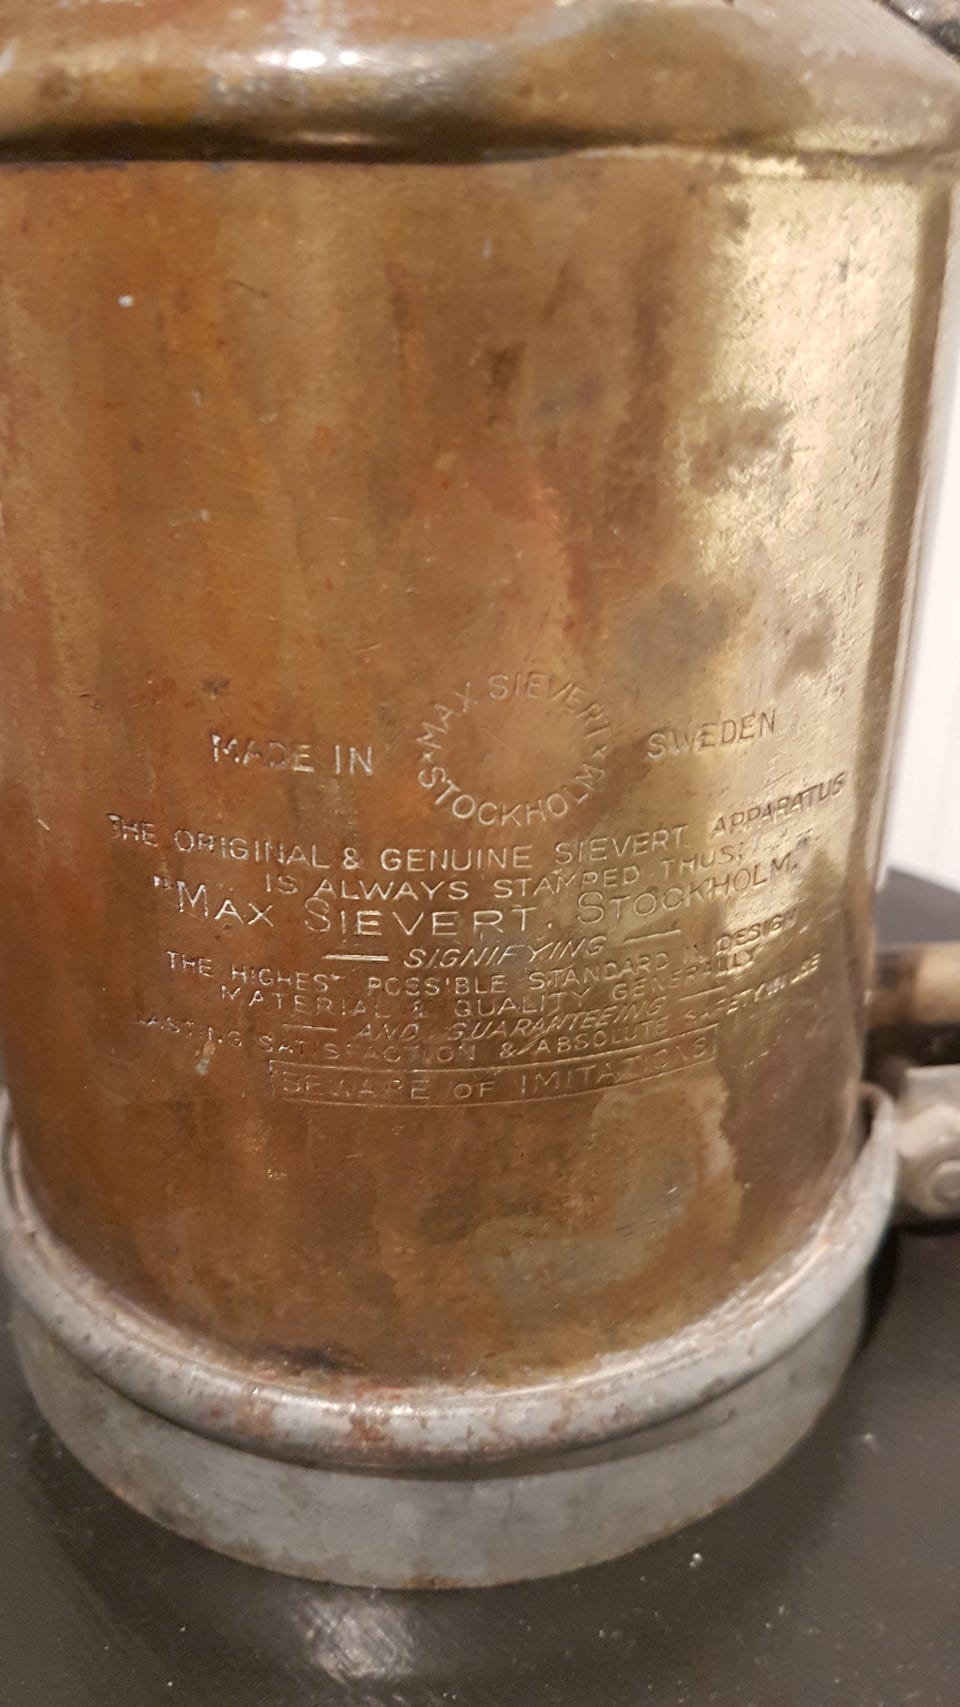 MADE IN ★MAX SIEVERT★ STOCKHOLM SWEDEN
THE ORIGINAL & GENUINE SIEVERT APPARATUS
IS ALWAYS STAMPED THUS:
"MAX SIEVERT, STOCKHOLM."
— SIGNIFYING —
THE HIGHEST POSSIBLE STANDARD IN DESIGN
MATERIAL & QUALITY GENERALLY
— AND GUARANTEEING —
LASTING SATISFACTION & ABSOLUTE SAFETY IN USE
BEWARE OF IMITATIONS